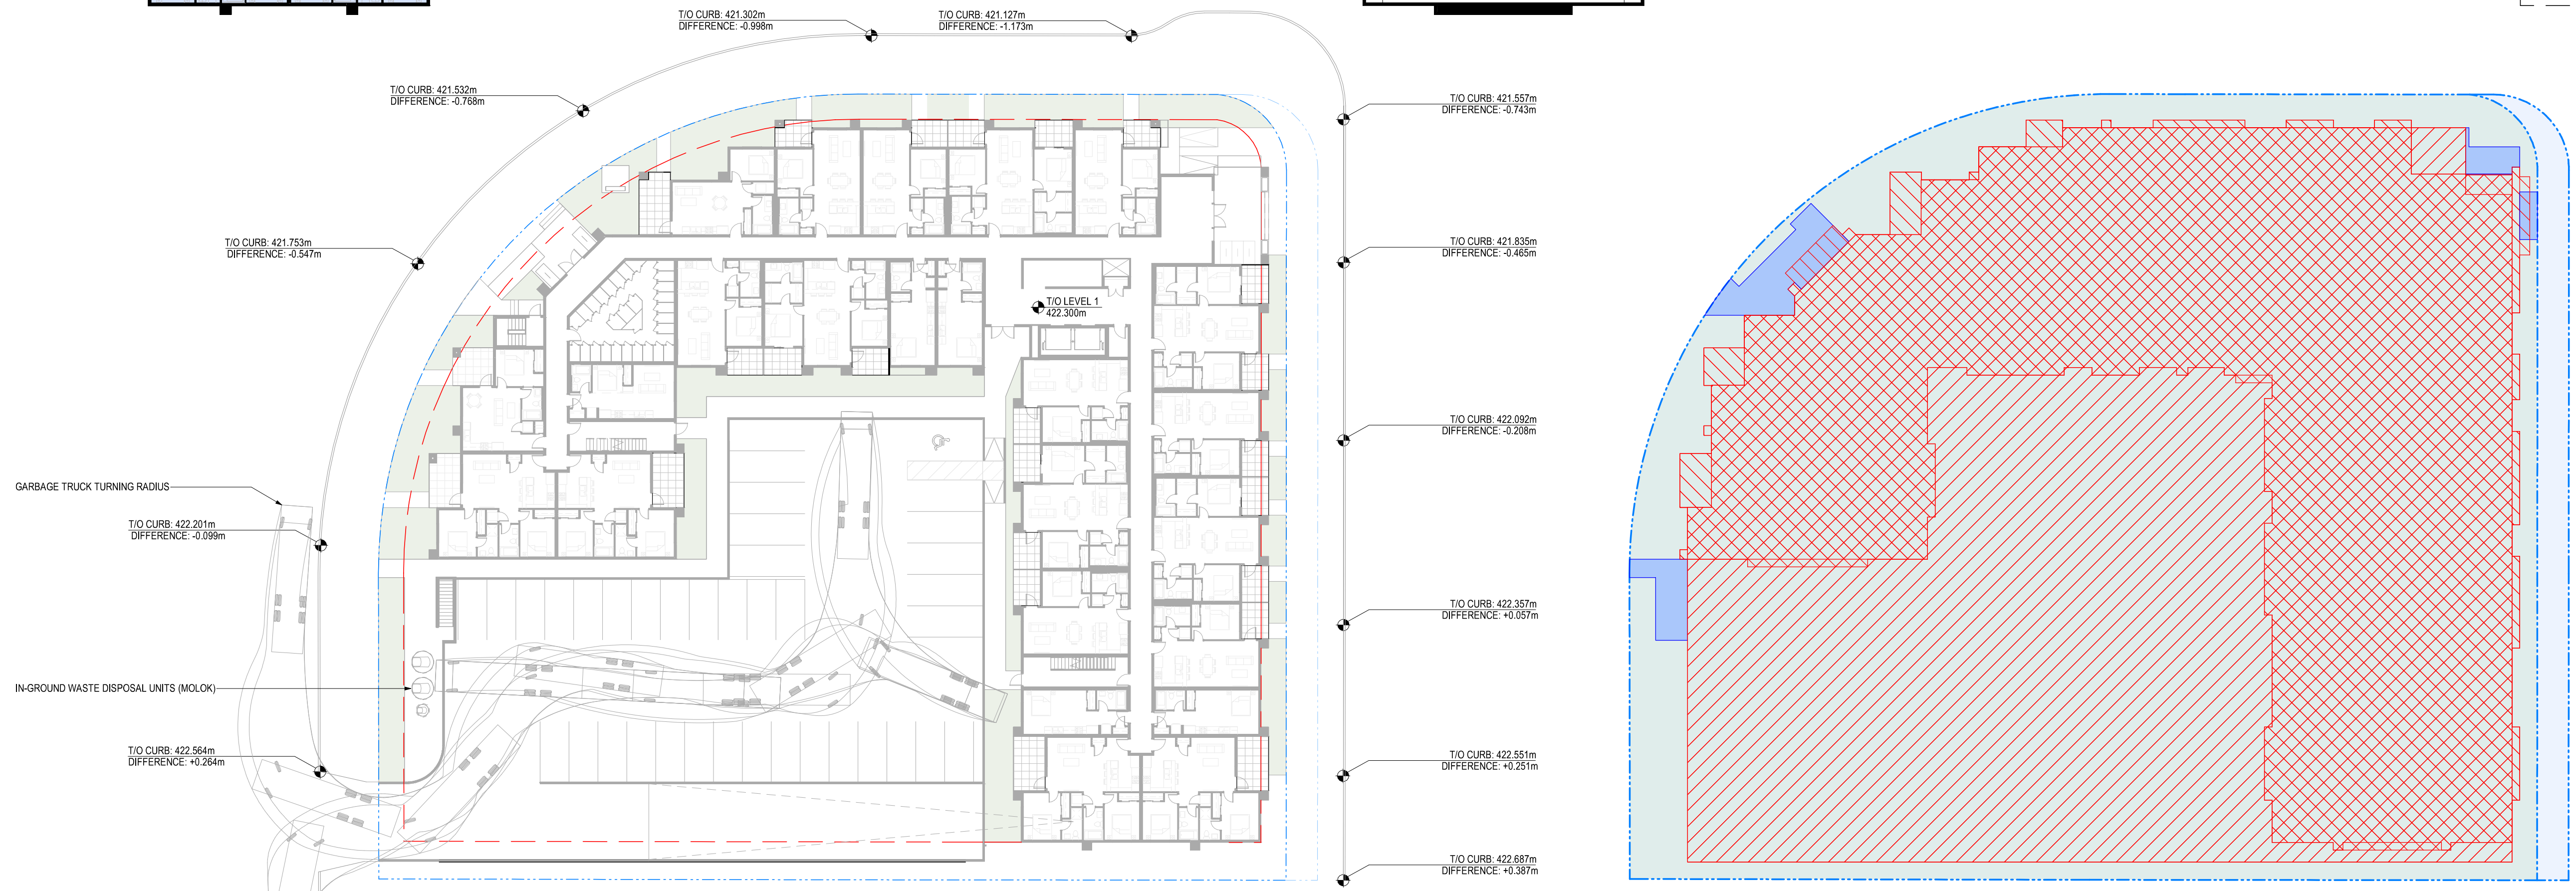 T/O CURB: 421.302m
DIFFERENCE: -0.998m
T/O CURB: 421.127m
DIFFERENCE: -1.173m
T/O CURB: 421.532m
DIFFERENCE: -0.768m
T/O CURB: 421.557m
DIFFERENCE: -0.743m
T/O CURB: 421.753m
DIFFERENCE: -0.547m
T/O CURB: 421.835m
DIFFERENCE: -0.465m
T/O LEVEL 1
422.300m
T/O CURB: 422.092m
DIFFERENCE: -0.208m
GARBAGE TRUCK TURNING RADIUS
T/O CURB: 422.201m
DIFFERENCE: -0.099m
T/O CURB: 422.357m
DIFFERENCE: +0.057m
IN-GROUND WASTE DISPOSAL UNITS (MOLOK)
T/O CURB: 422.564m
DIFFERENCE: +0.264m
T/O CURB: 422.551m
DIFFERENCE: +0.251m
T/O CURB: 422.687m
DIFFERENCE: +0.387m